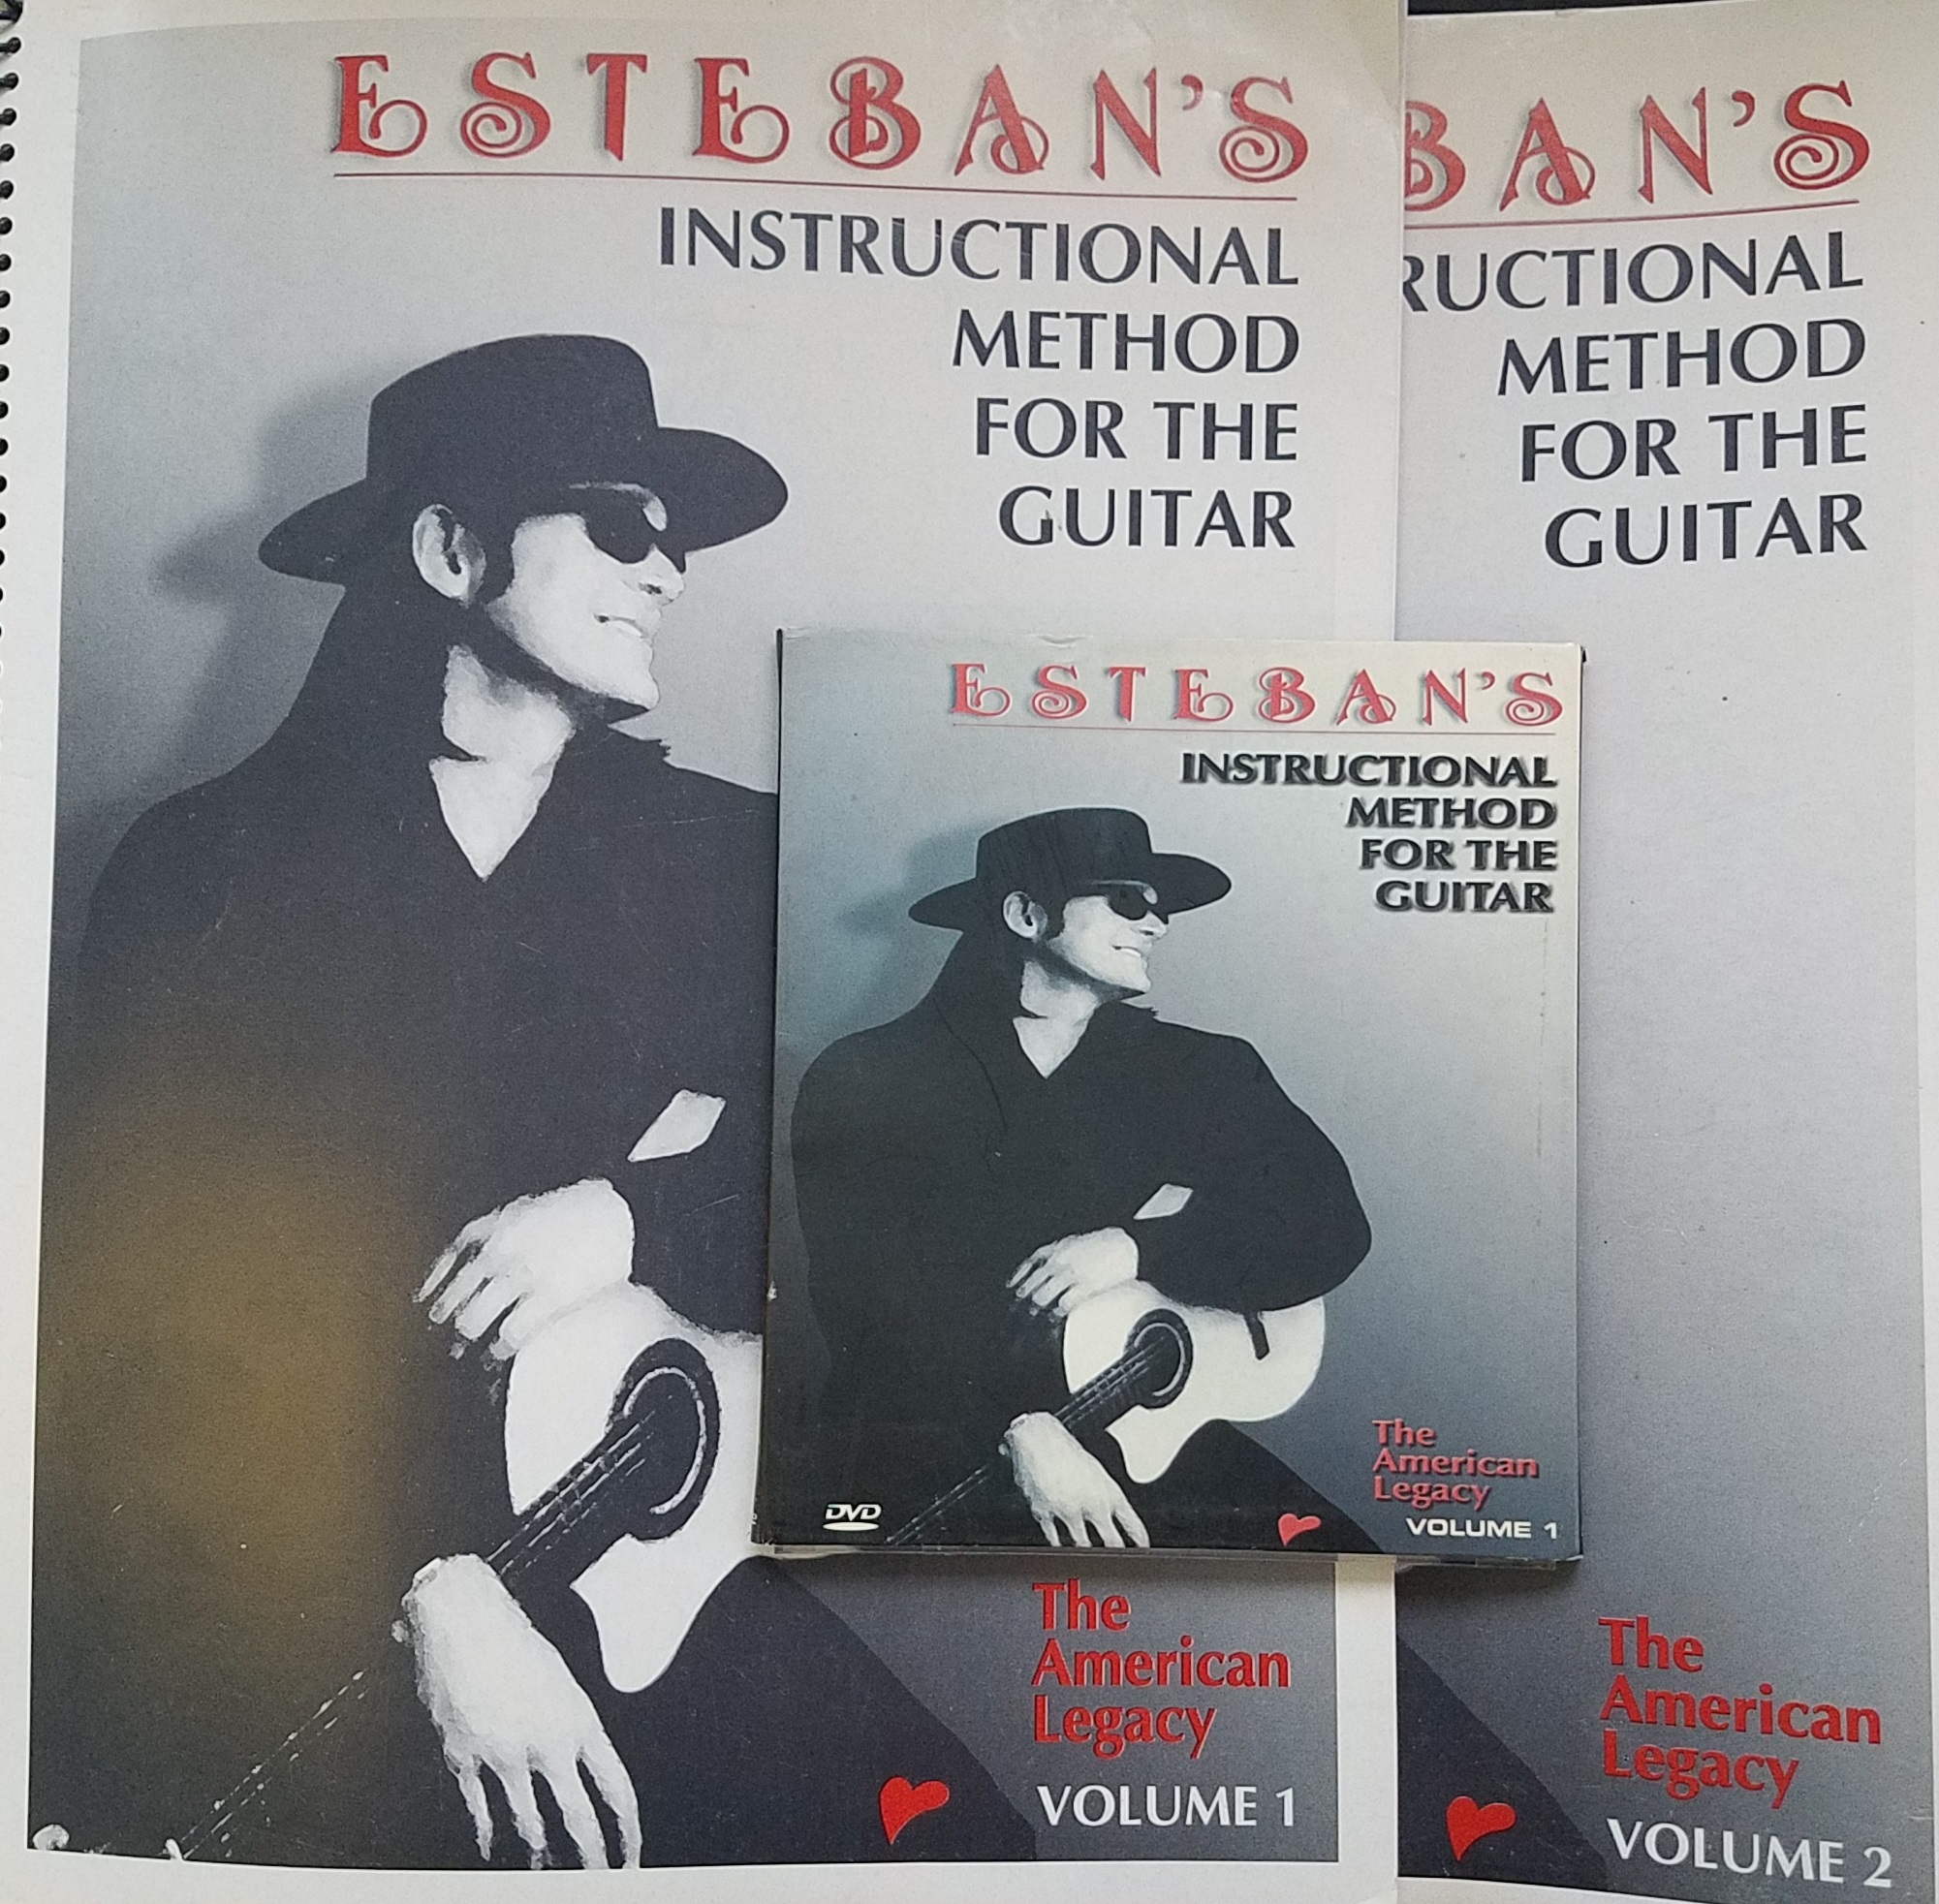 ESTEBAN'S
INSTRUCTIONAL
METHOD
FOR THE
GUITAR
The
American
Legacy
VOLUME 1
BAN'S
RUCTIONAL
METHOD
FOR THE
GUITAR
The
American
Legacy
VOLUME 2
ESTEBAN'S
INSTRUCTIONAL
METHOD
FOR THE
GUITAR
The
American
Legacy
VOLUME 1
DVD